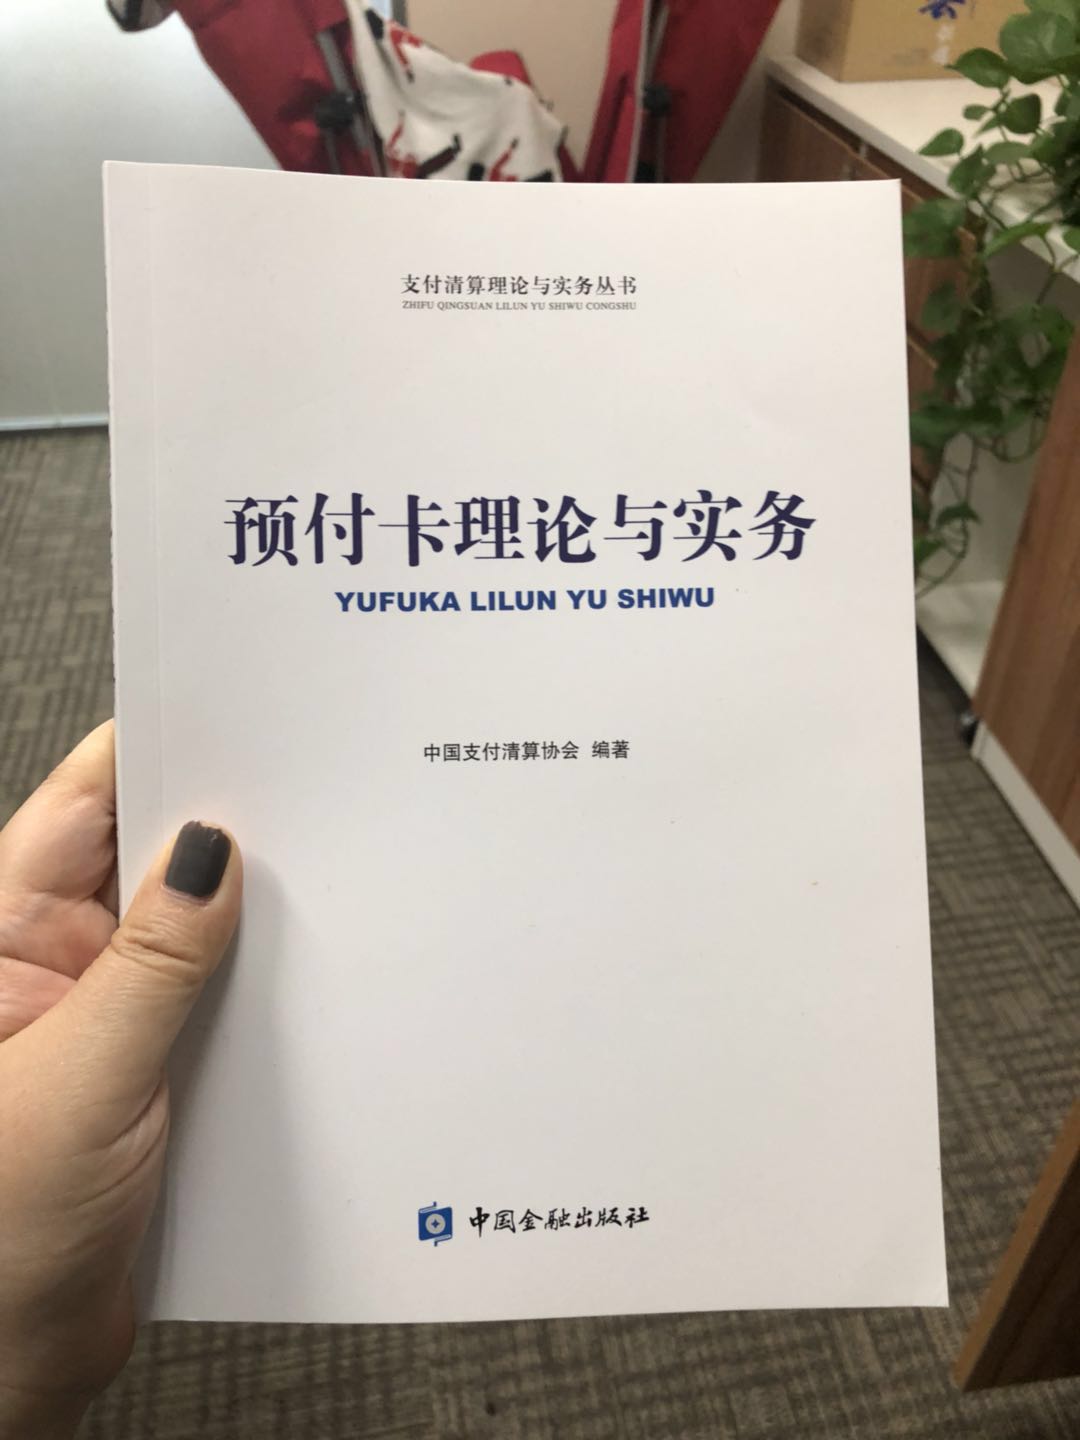 支付清算理论与实务丛书
ZHIFU QINGSUAN LILUN YU SHIWU CONGSHU
预付卡理论与实务
YUFUKA LILUN YU SHIWU
中国支付清算协会 编著
中国金融出版社